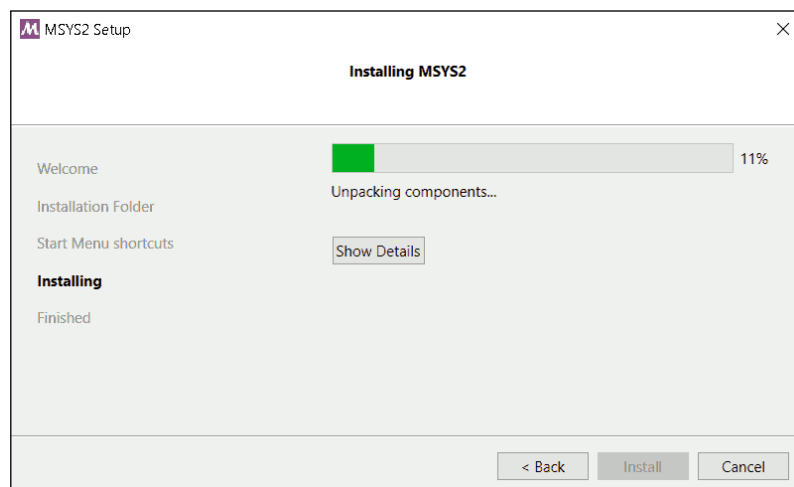 MSYS2 Setup
Installing MSYS2
Welcome
Installation Folder
Start Menu shortcuts
Installing
Finished
11%
Unpacking components...
Show Details
< Back
Install
Cancel